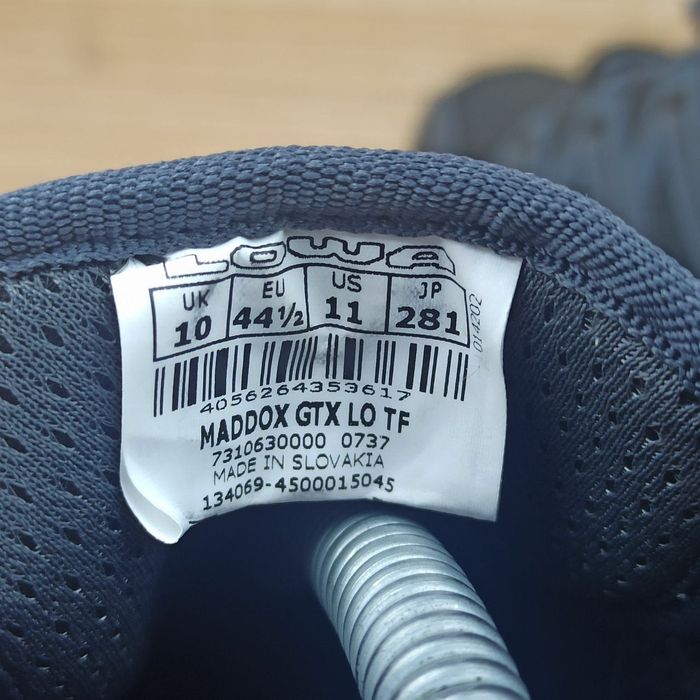 LOWA
UK EU US JP
10 44½ 11 281
014202
4056264353617
MADDOX GTX LO TF
7310630000 0737
MADE IN SLOVAKIA
134069-4500015045